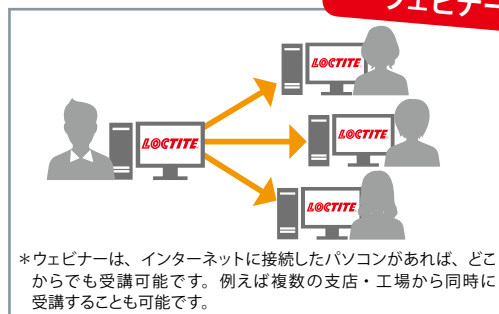 ウェビナー
LOCTITE
LOCTITE
LOCTITE
LOCTITE
＊ウェビナーは、インターネットに接続したパソコンがあれば、どこ
からでも受講可能です。例えば複数の支店・工場から同時に
受講することも可能です。